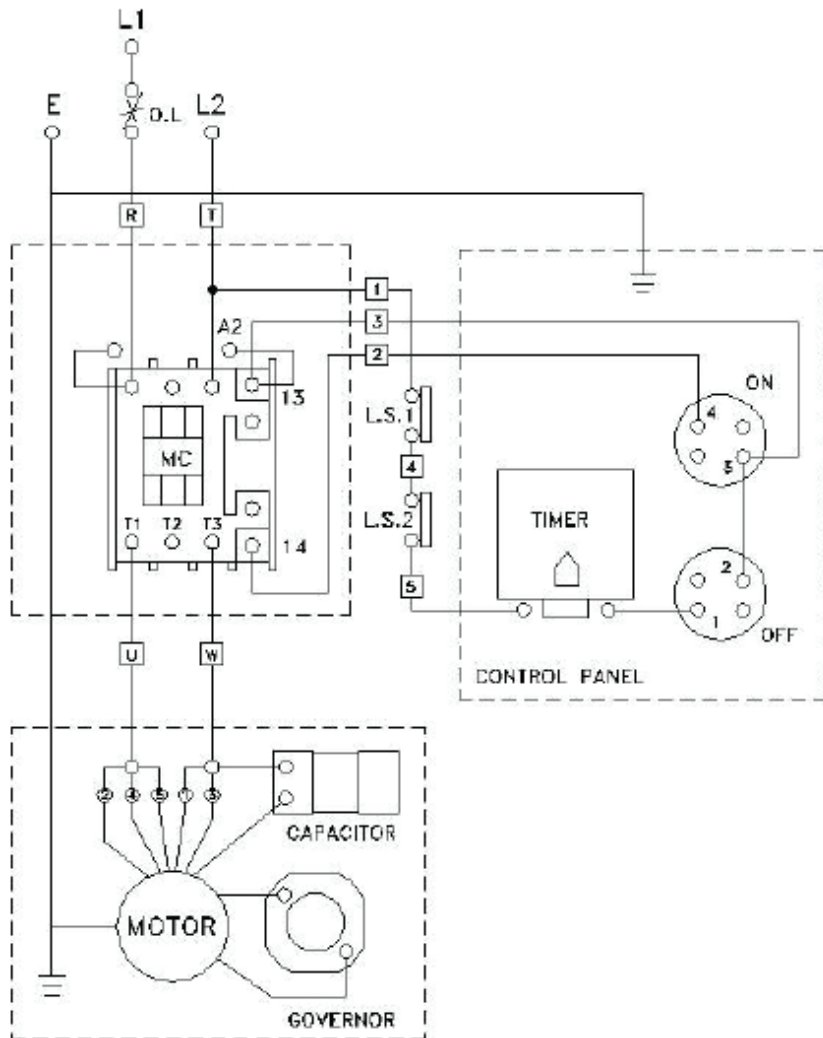 L1
E
O.L
L2
R
T
1
3
2
A2
13
ON
4
3
L.S.1
MC
4
TIMER
L.S.2
T1 T2 T3
14
2
5
1
OFF
U
W
CONTROL PANEL
2 4 5 1 3
CAPACITOR
MOTOR
GOVERNOR